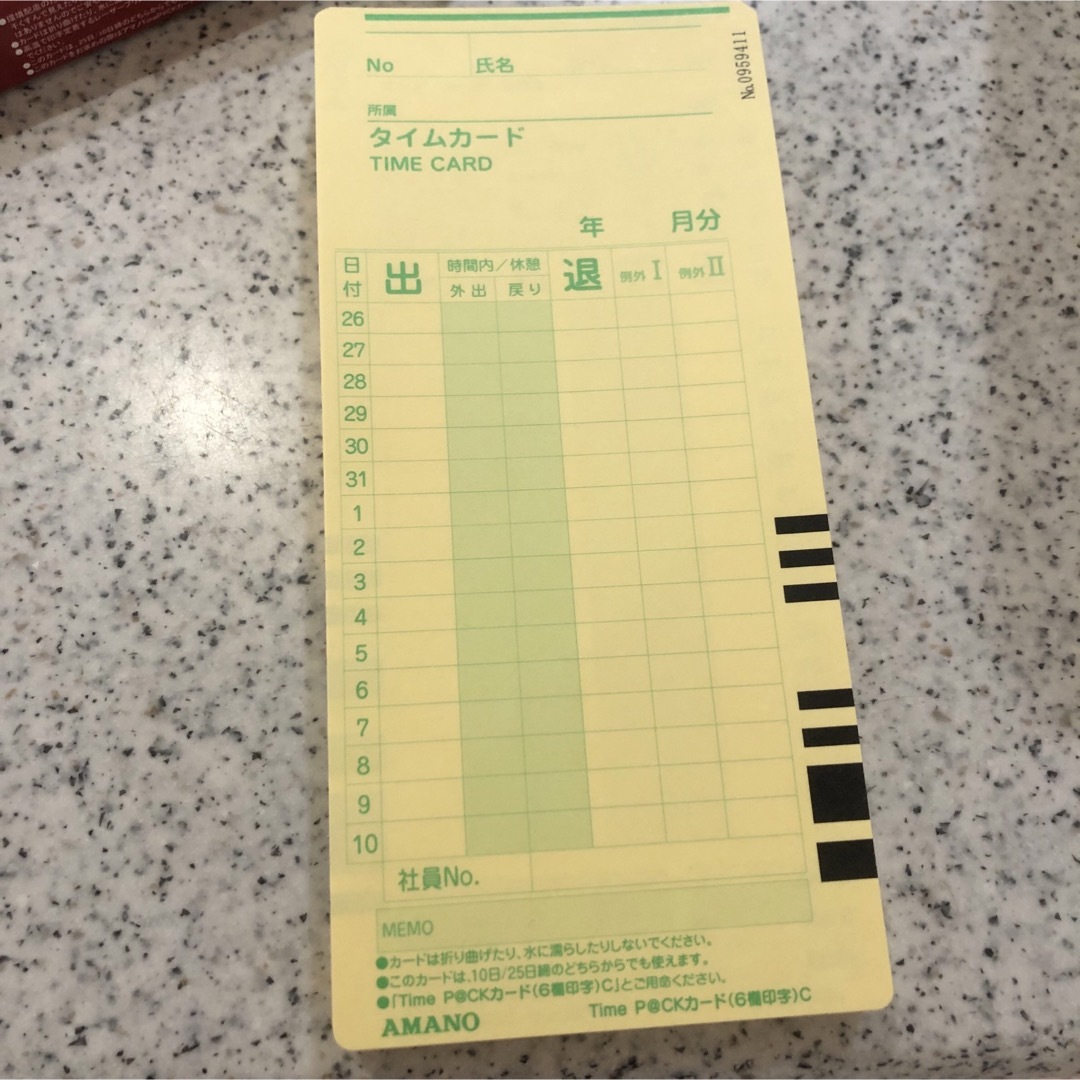 No 氏名
No.0959411
所属
タイムカード
TIME CARD
年 月分
日付 出 時間内/休憩 退 例外 I 例外 II
外出 戻り
26
27
28
29
30
31
1
2
3
4
5
6
7
8
9
10
社員No.
MEMO
●カードは折り曲げたり、水に濡らしたりしないでください。
●このカードは、10日/25日締のどちらからでも使えます。
●「Time P@CKカード(6欄印字)C」とご用命ください。
AMANO Time P@CKカード(6欄印字)C